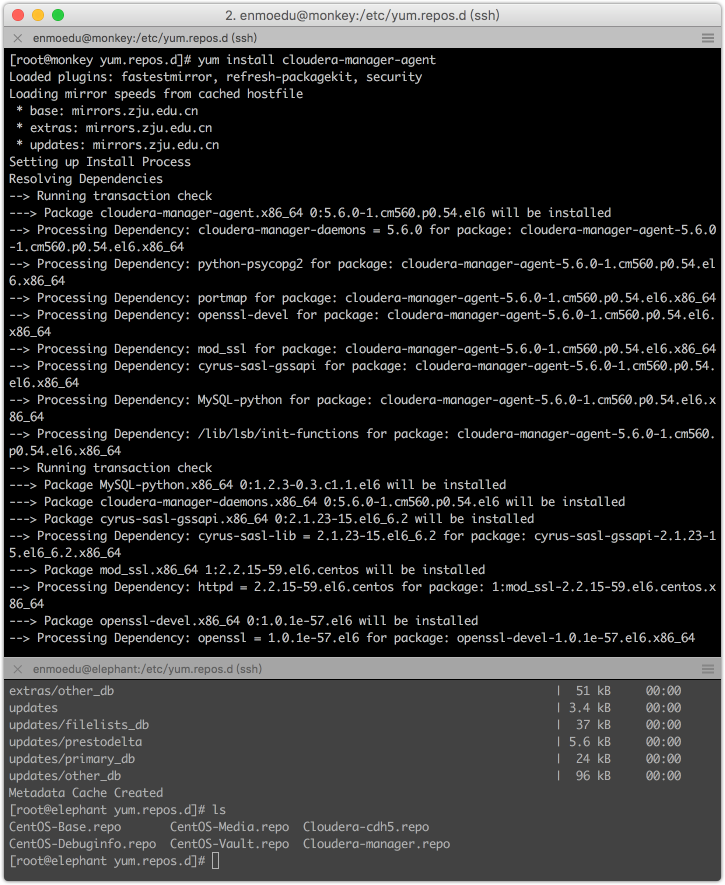 2. enmoedu@monkey:/etc/yum.repos.d (ssh)
enmoedu@monkey:/etc/yum.repos.d (ssh)
[root@monkey yum.repos.d]# yum install cloudera-manager-agent
Loaded plugins: fastestmirror, refresh-packagekit, security
Loading mirror speeds from cached hostfile
 * base: mirrors.zju.edu.cn
 * extras: mirrors.zju.edu.cn
 * updates: mirrors.zju.edu.cn
Setting up Install Process
Resolving Dependencies
--> Running transaction check
---> Package cloudera-manager-agent.x86_64 0:5.6.0-1.cm560.p0.54.el6 will be installed
--> Processing Dependency: cloudera-manager-daemons = 5.6.0 for package: cloudera-manager-agent-5.6.0
-1.cm560.p0.54.el6.x86_64
--> Processing Dependency: python-psycopg2 for package: cloudera-manager-agent-5.6.0-1.cm560.p0.54.el
6.x86_64
--> Processing Dependency: portmap for package: cloudera-manager-agent-5.6.0-1.cm560.p0.54.el6.x86_64
--> Processing Dependency: openssl-devel for package: cloudera-manager-agent-5.6.0-1.cm560.p0.54.el6.
x86_64
--> Processing Dependency: mod_ssl for package: cloudera-manager-agent-5.6.0-1.cm560.p0.54.el6.x86_64
--> Processing Dependency: cyrus-sasl-gssapi for package: cloudera-manager-agent-5.6.0-1.cm560.p0.54.
el6.x86_64
--> Processing Dependency: MySQL-python for package: cloudera-manager-agent-5.6.0-1.cm560.p0.54.el6.x
86_64
--> Processing Dependency: /lib/lsb/init-functions for package: cloudera-manager-agent-5.6.0-1.cm560.
p0.54.el6.x86_64
--> Running transaction check
---> Package MySQL-python.x86_64 0:1.2.3-0.3.c1.1.el6 will be installed
---> Package cloudera-manager-daemons.x86_64 0:5.6.0-1.cm560.p0.54.el6 will be installed
---> Package cyrus-sasl-gssapi.x86_64 0:2.1.23-15.el6_6.2 will be installed
--> Processing Dependency: cyrus-sasl-lib = 2.1.23-15.el6_6.2 for package: cyrus-sasl-gssapi-2.1.23-1
5.el6_6.2.x86_64
---> Package mod_ssl.x86_64 1:2.2.15-59.el6.centos will be installed
--> Processing Dependency: httpd = 2.2.15-59.el6.centos for package: 1:mod_ssl-2.2.15-59.el6.centos.x
86_64
---> Package openssl-devel.x86_64 0:1.0.1e-57.el6 will be installed
--> Processing Dependency: openssl = 1.0.1e-57.el6 for package: openssl-devel-1.0.1e-57.el6.x86_64
enmoedu@elephant:/etc/yum.repos.d (ssh)
extras/other_db | 51 kB 00:00
updates | 3.4 kB 00:00
updates/filelists_db | 37 kB 00:00
updates/prestodelta | 5.6 kB 00:00
updates/primary_db | 24 kB 00:00
updates/other_db | 96 kB 00:00
Metadata Cache Created
[root@elephant yum.repos.d]# ls
CentOS-Base.repo CentOS-Media.repo Cloudera-cdh5.repo
CentOS-Debuginfo.repo CentOS-Vault.repo Cloudera-manager.repo
[root@elephant yum.repos.d]#